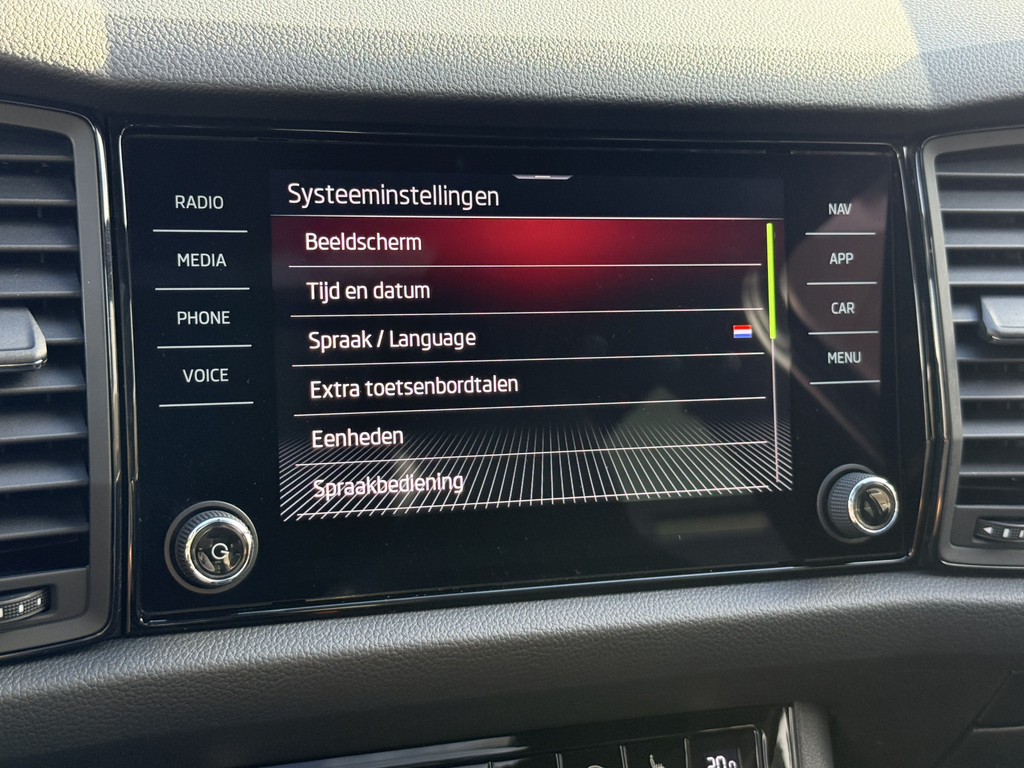 RADIO
MEDIA
PHONE
VOICE
Systeeminstellingen
Beeldscherm
Tijd en datum
Spraak / Language
Extra toetsenbordtalen
Eenheden
Spraakbediening
NAV
APP
CAR
MENU